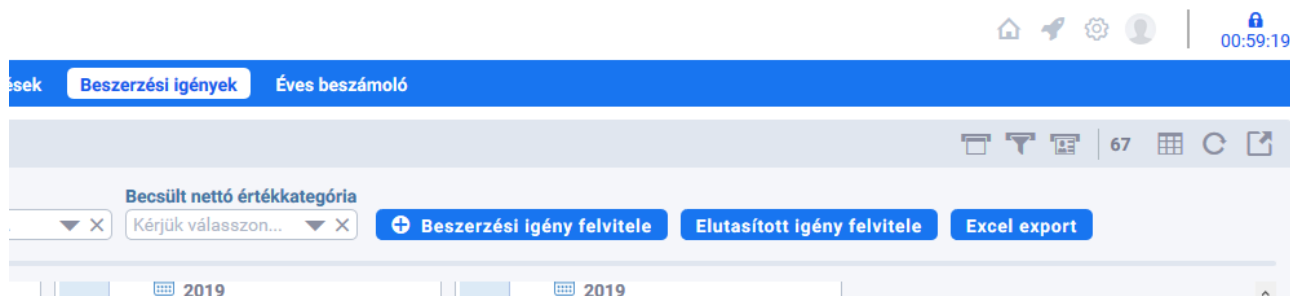 00:59:19
ések Beszerzési igények Éves beszámoló
67
Becsült nettó értékkategória
Kérjük válasszon... Beszerzési igény felvitele Elutasított igény felvitele Excel export
2019 2019